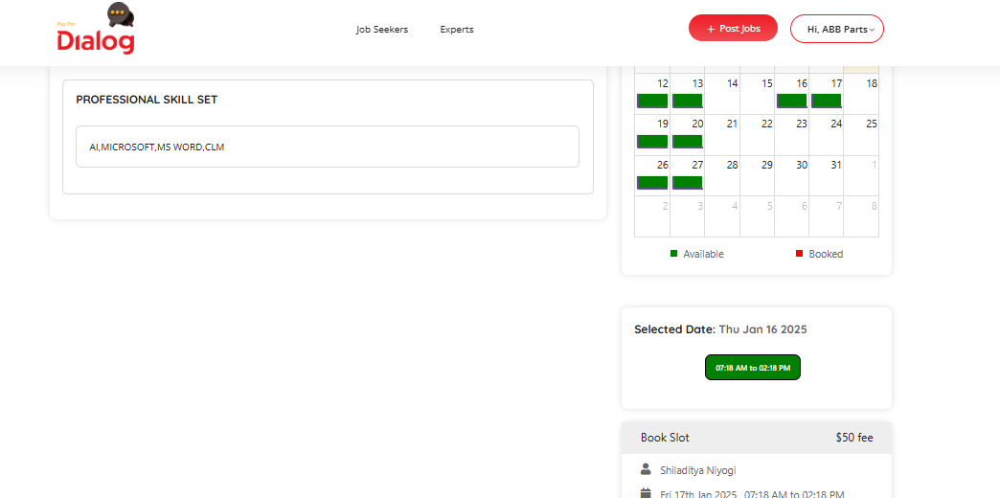 Pay Per
Dialog
Job Seekers
Experts
+ Post Jobs
Hi, ABB Parts
PROFESSIONAL SKILL SET
AI,MICROSOFT,MS WORD,CLM
12 13 14 15 16 17 18
19 20 21 22 23 24 25
26 27 28 29 30 31 1
2 3 4 5 6 7 8
Available
Booked
Selected Date: Thu Jan 16 2025
07:18 AM to 02:18 PM
Book Slot
$50 fee
Shiladitya Niyogi
Fri 17th Jan 2025 07:18 AM to 02:18 PM